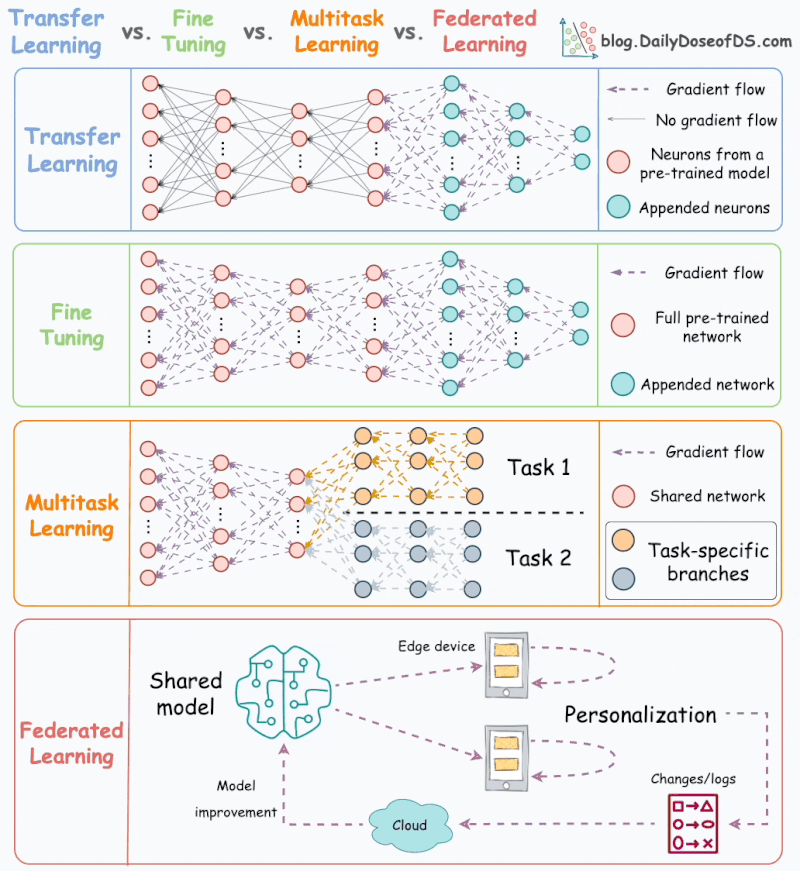 Transfer
Learning
vs.
Fine
Tuning
vs.
Multitask
Learning
vs.
Federated
Learning
blog.DailyDoseofDS.com
Transfer
Learning
Gradient flow
No gradient flow
Neurons from a
pre-trained model
Appended neurons
Fine
Tuning
Gradient flow
Full pre-trained
network
Appended network
Multitask
Learning
Task 1
Task 2
Gradient flow
Shared network
Task-specific
branches
Federated
Learning
Shared
model
Edge device
Personalization
Changes/logs
Cloud
Model
improvement